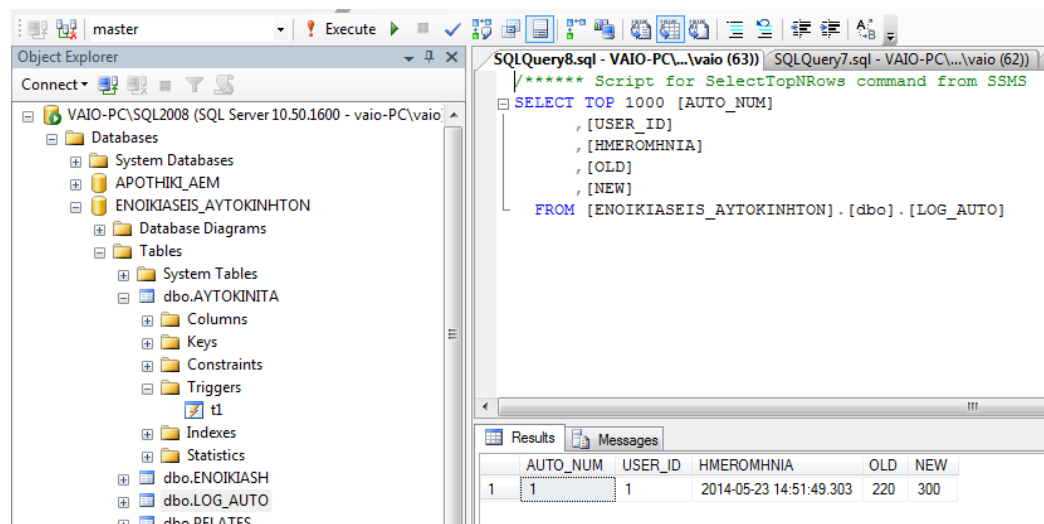 master Execute
Object Explorer
Connect
VAIO-PC\SQL2008 (SQL Server 10.50.1600 - vaio-PC\vaio
Databases
System Databases
APOTHIKI_AEM
ENOIKIASEIS_AYTOKINHTON
Database Diagrams
Tables
System Tables
dbo.AYTOKINITA
Columns
Keys
Constraints
Triggers
t1
Indexes
Statistics
dbo.ENOIKIASH
dbo.LOG_AUTO
dbo.RELATES
SQLQuery8.sql - VAIO-PC\...\vaio (63)) SQLQuery7.sql - VAIO-PC\...\vaio (62))
/****** Script for SelectTopNRows command from SSMS
SELECT TOP 1000 [AUTO_NUM]
,[USER_ID]
,[HMEROMHNIA]
,[OLD]
,[NEW]
FROM [ENOIKIASEIS_AYTOKINHTON].[dbo].[LOG_AUTO]
Results Messages
AUTO_NUM USER_ID HMEROMHNIA OLD NEW
1 1 1 2014-05-23 14:51:49.303 220 300